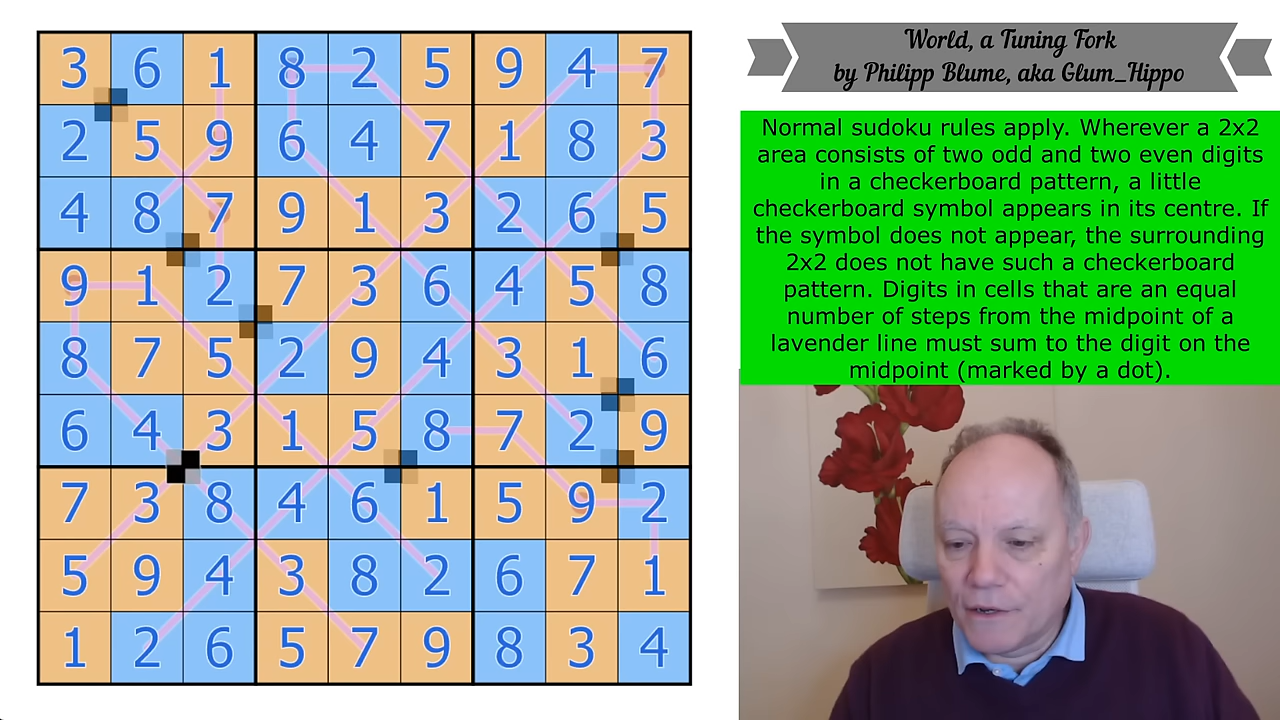 World, a Tuning Fork
by Philipp Blume, aka Glum_Hippo
Normal sudoku rules apply. Wherever a 2x2
area consists of two odd and two even digits
in a checkerboard pattern, a little
checkerboard symbol appears in its centre. If
the symbol does not appear, the surrounding
2x2 does not have such a checkerboard
pattern. Digits in cells that are an equal
number of steps from the midpoint of a
lavender line must sum to the digit on the
midpoint (marked by a dot).
3 6 1 8 2 5 9 4 7
2 5 9 6 4 7 1 8 3
4 8 7 9 1 3 2 6 5
9 1 2 7 3 6 4 5 8
8 7 5 2 9 4 3 1 6
6 4 3 1 5 8 7 2 9
7 3 8 4 6 1 5 9 2
5 9 4 3 8 2 6 7 1
1 2 6 5 7 9 8 3 4